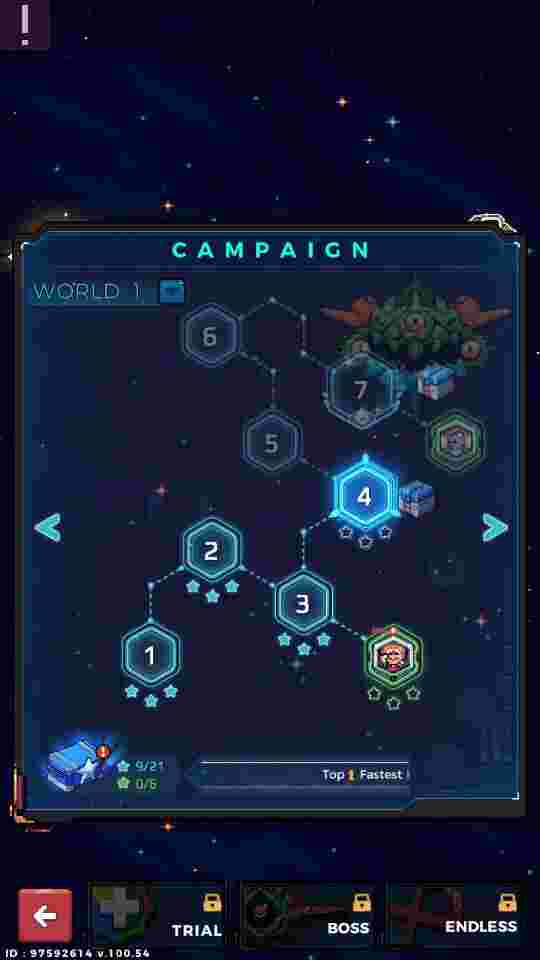 !
CAMPAIGN
WORLD 1
6
7
5
4
2
3
1
9/21
0/6
Top 1 Fastest
TRIAL
BOSS
ENDLESS
ID : 97592614 v.100.54